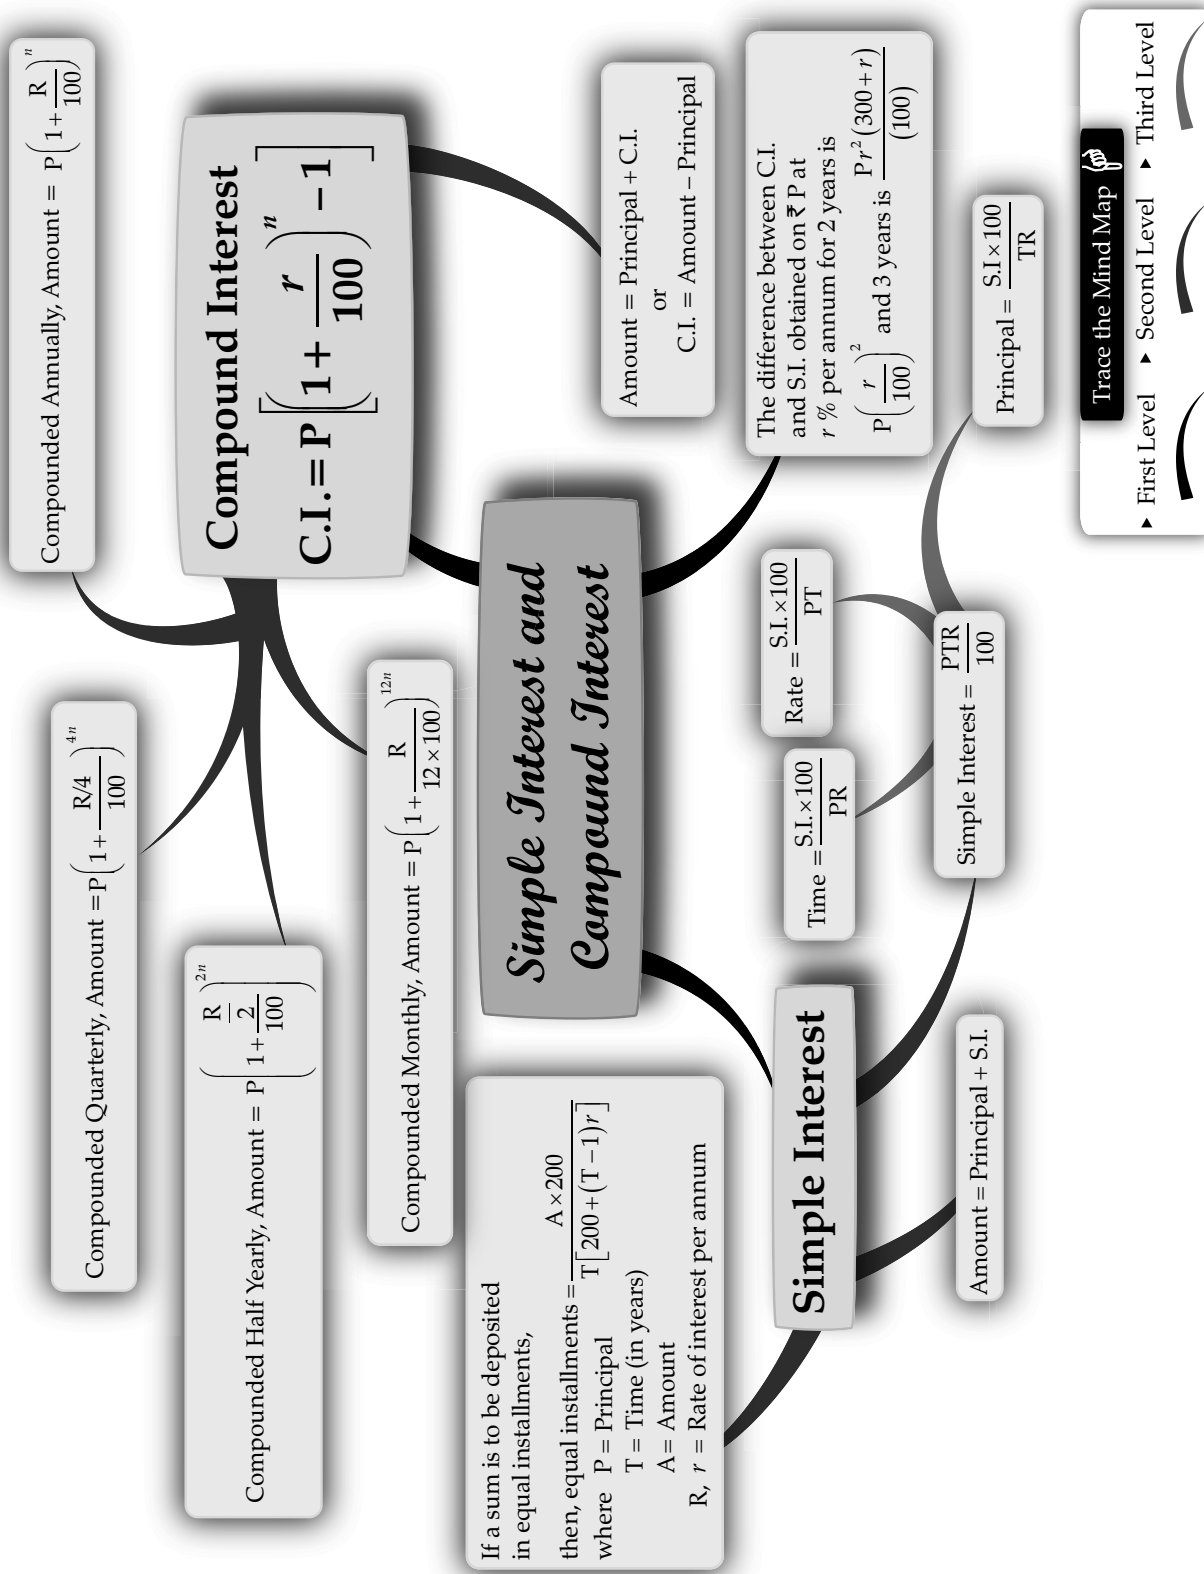 Compounded Annually, Amount = P(1+R/100)^n
Compounded Quarterly, Amount = P(1+(R/4)/100)^4n
Compounded Half Yearly, Amount = P(1+(R/2)/100)^2n
Compounded Monthly, Amount = P(1+R/(12×100))^12n
Compound Interest
C.I. = P[(1+r/100)^n −1]
Amount = Principal + C.I.
or
C.I. = Amount – Principal
Simple Interest and
Compound Interest
The difference between C.I.
and S.I. obtained on ₹ P at
r % per annum for 2 years is
P(r/100)^2 and 3 years is Pr^2(300+r)/(100)
If a sum is to be deposited
in equal installments,
then, equal installments = A×200/T[200+(T−1)r]
where P = Principal
T = Time (in years)
A= Amount
R, r = Rate of interest per annum
Simple Interest
Amount = Principal + S.I.
Simple Interest = PTR/100
Time = S.I.×100/PR
Rate = S.I.×100/PT
Principal = S.I×100/TR
Trace the Mind Map
▶ First Level ▶ Second Level ▶ Third Level